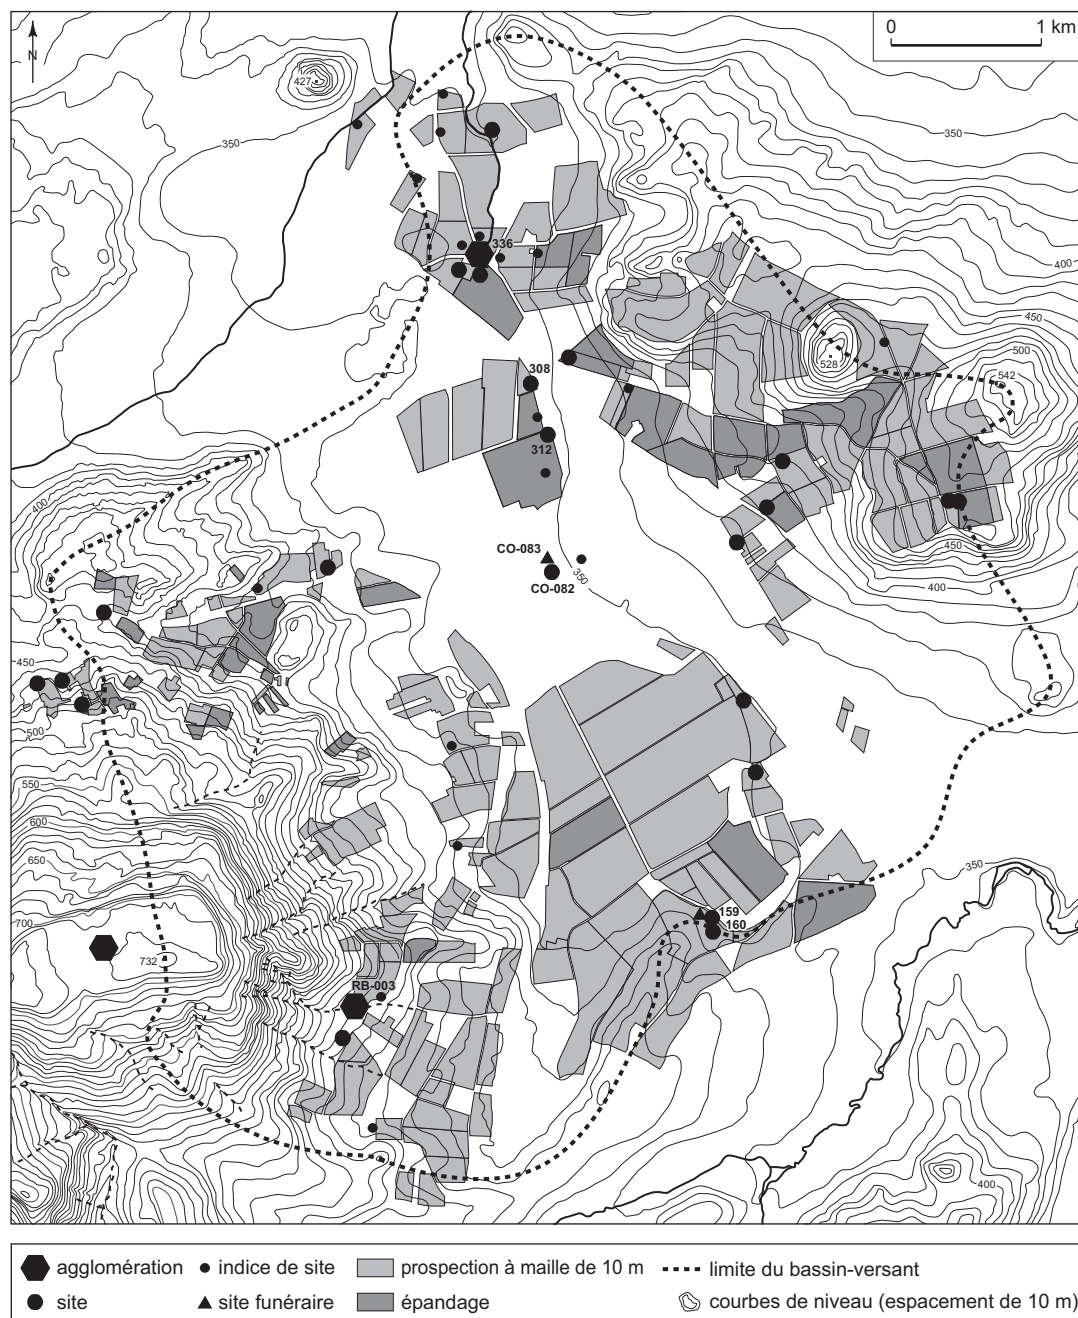 0 1 km
N
427
350
350
336
400
450
500
528
542
308
312
400
450
400
CO-083
350
CO-082
450
500
550
600
650
700
732
350
159
160
RB-003
400
agglomération
indice de site
prospection à maille de 10 m
limite du bassin-versant
site
site funéraire
épandage
courbes de niveau (espacement de 10 m)